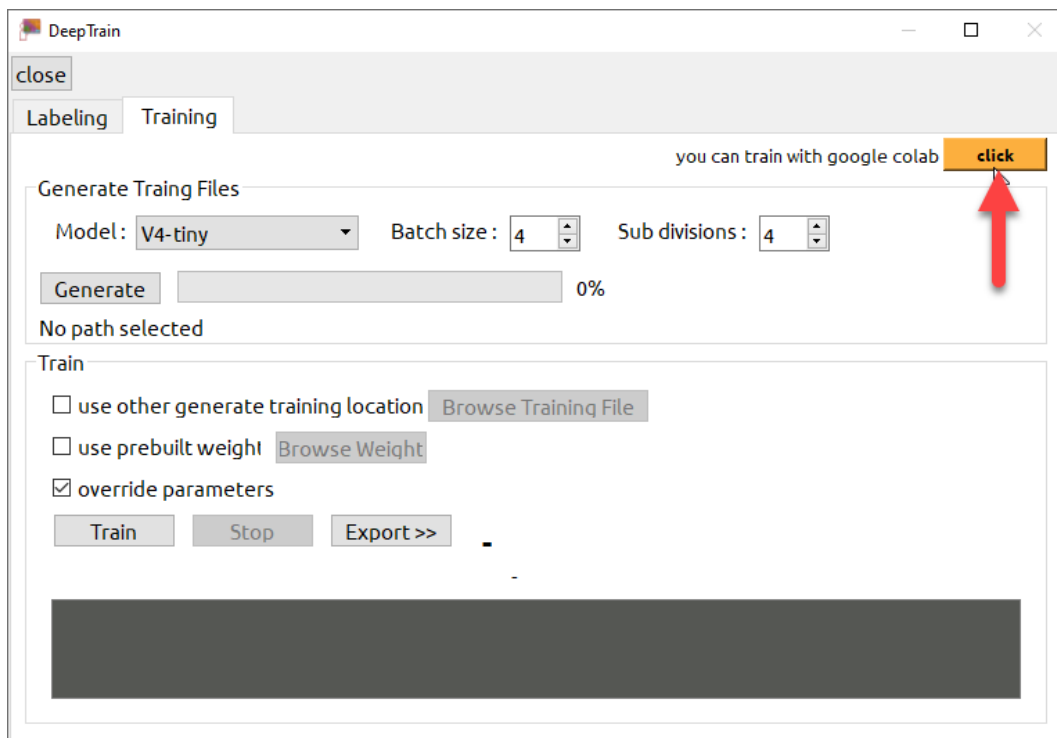 DeepTrain
close
Labeling Training
you can train with google colab click
Generate Traing Files
Model : V4-tiny Batch size : 4 Sub divisions : 4
Generate 0%
No path selected
Train
use other generate training location Browse Training File
use prebuilt weight Browse Weight
override parameters
Train Stop Export >> -
-